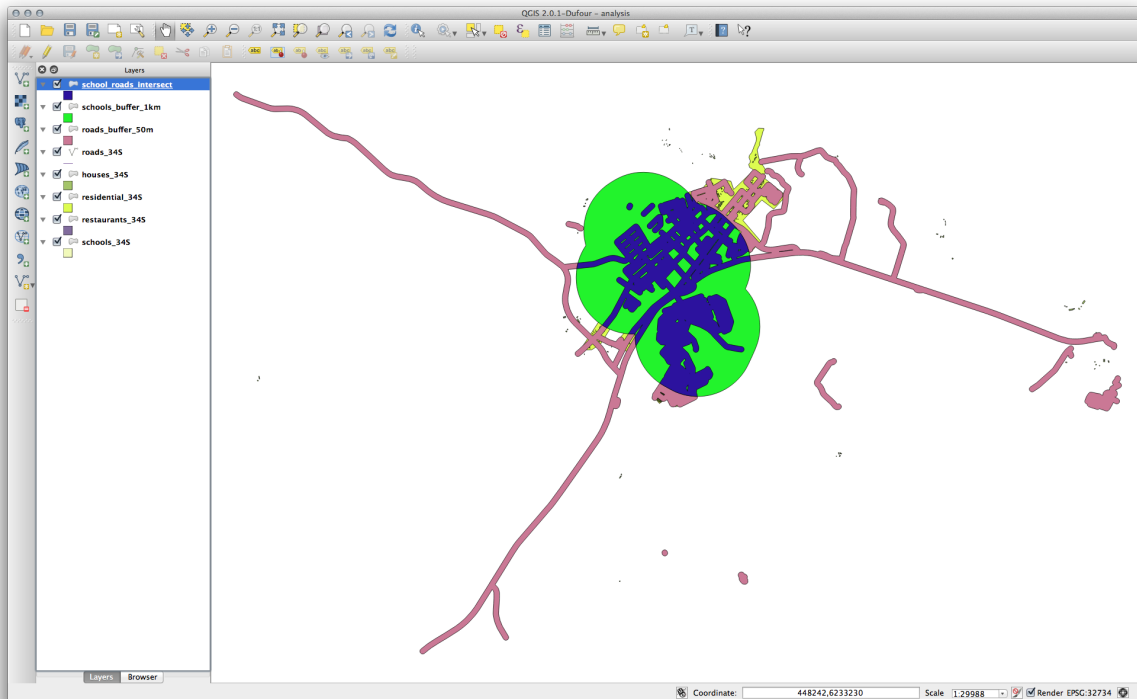 QGIS 2.0.1-Dufour - analysis
Layers
school_roads_Intersect
schools_buffer_1km
roads_buffer_50m
roads_34S
houses_34S
residential_34S
restaurants_34S
schools_34S
Layers Browser
Coordinate: 448242,6233230 Scale 1:29988 Render EPSG:32734